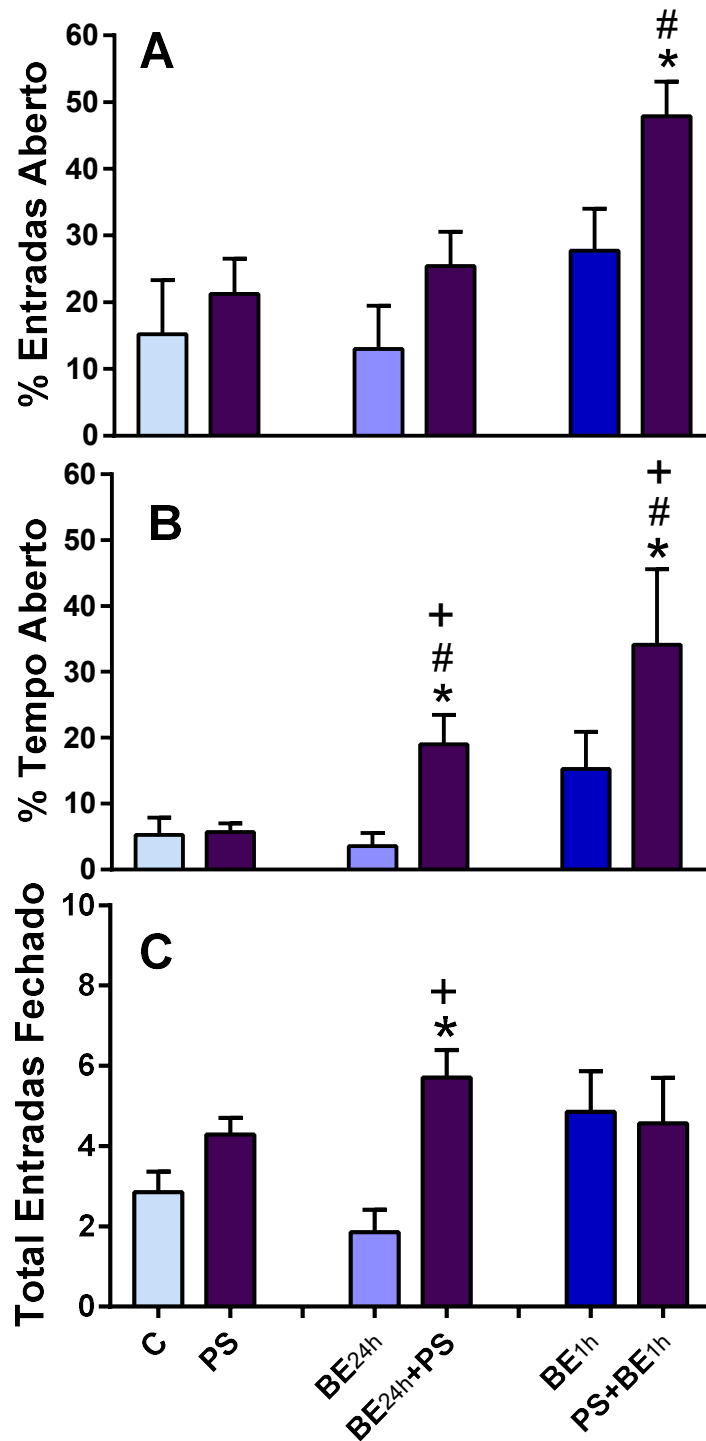 A
% Entradas Aberto
60
50
40
30
20
10
0
#
*
B
% Tempo Aberto
60
50
40
30
20
10
0
+
#
*
+
#
*
C
Total Entradas Fechado
10
8
6
4
2
0
+
*
C
PS
BE24h
BE24h+PS
BE1h
PS+BE1h